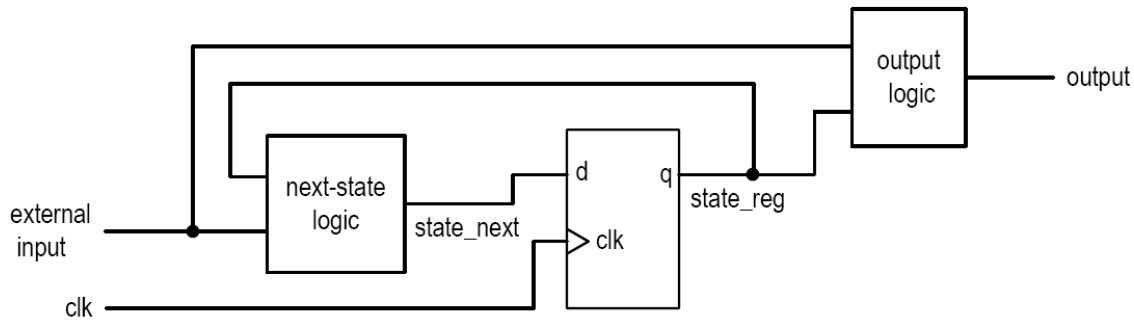 output
logic
output
d
q
next-state
logic
state_reg
external
input
state_next
clk
clk